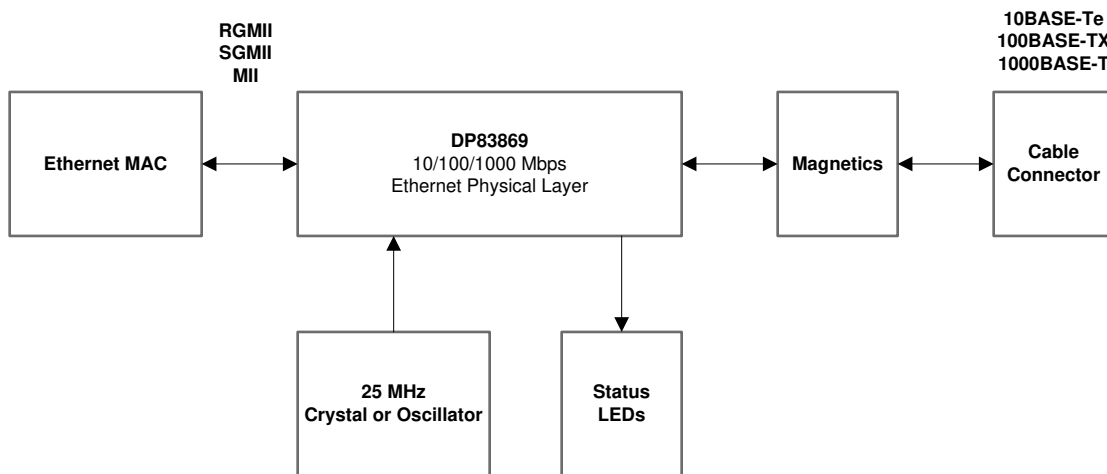 RGMII
SGMII
MII
10BASE-Te
100BASE-TX
1000BASE-T
Ethernet MAC
DP83869
10/100/1000 Mbps
Ethernet Physical Layer
Magnetics
Cable
Connector
25 MHz
Crystal or Oscillator
Status
LEDs